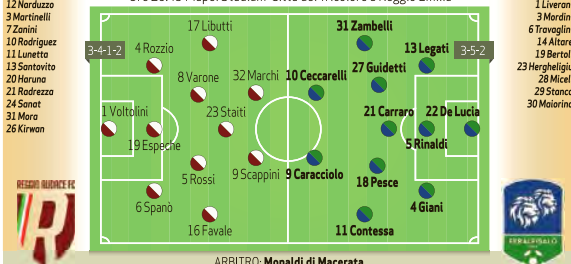 12 Narduzzo
3 Martinelli
7 Zanini
10 Rodriguez
11 Lunetta
13 Santovito
20 Haruna
21 Radrezza
24 Sanat
31 Mora
26 Kirwan
REGGIO AUDACE FC
3-4-1-2
17 Libutti
4 Rozzio
8 Varone
32 Marchi
1 Voltolini
23 Staiti
19 Espeche
5 Rossi
9 Scappini
6 Spanò
16 Favale
31 Zambelli
13 Legati
3-5-2
27 Guidetti
10 Ceccarelli
21 Carraro
22 De Lucia
5 Rinaldi
9 Caracciolo
18 Pesce
4 Giani
11 Contessa
1 Liveran
3 Mordin
6 Travaglin
14 Altare
19 Bertol
23 Hergheligiu
28 Micel
29 Stanco
30 Maiorino
FERALPISALÒ
ARBITRO: Monaldi di Macerata